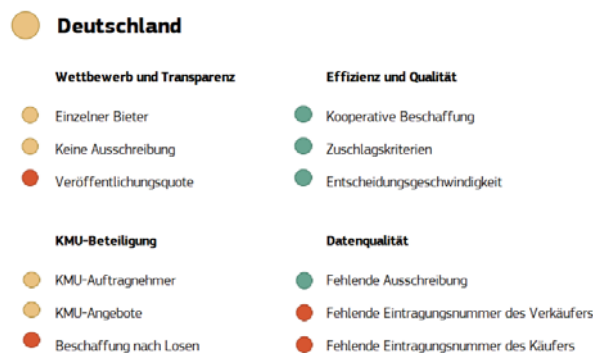 Deutschland
Wettbewerb und Transparenz
Einzelner Bieter
Keine Ausschreibung
Veröffentlichungsquote
Effizienz und Qualität
Kooperative Beschaffung
Zuschlagskriterien
Entscheidungsgeschwindigkeit
KMU-Beteiligung
KMU-Auftragnehmer
KMU-Angebote
Beschaffung nach Losen
Datenqualität
Fehlende Ausschreibung
Fehlende Eintragungsnummer des Verkäufers
Fehlende Eintragungsnummer des Käufers